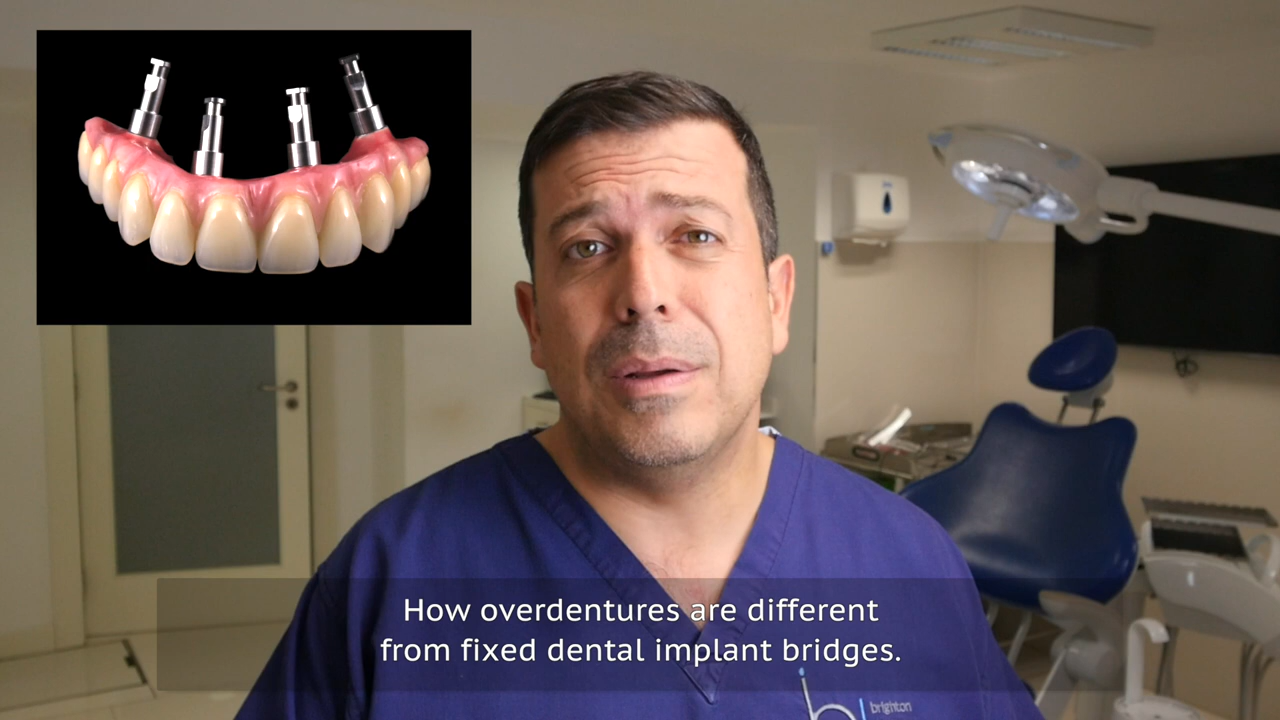 How overdentures are different
from fixed dental implant bridges.
b
brighton